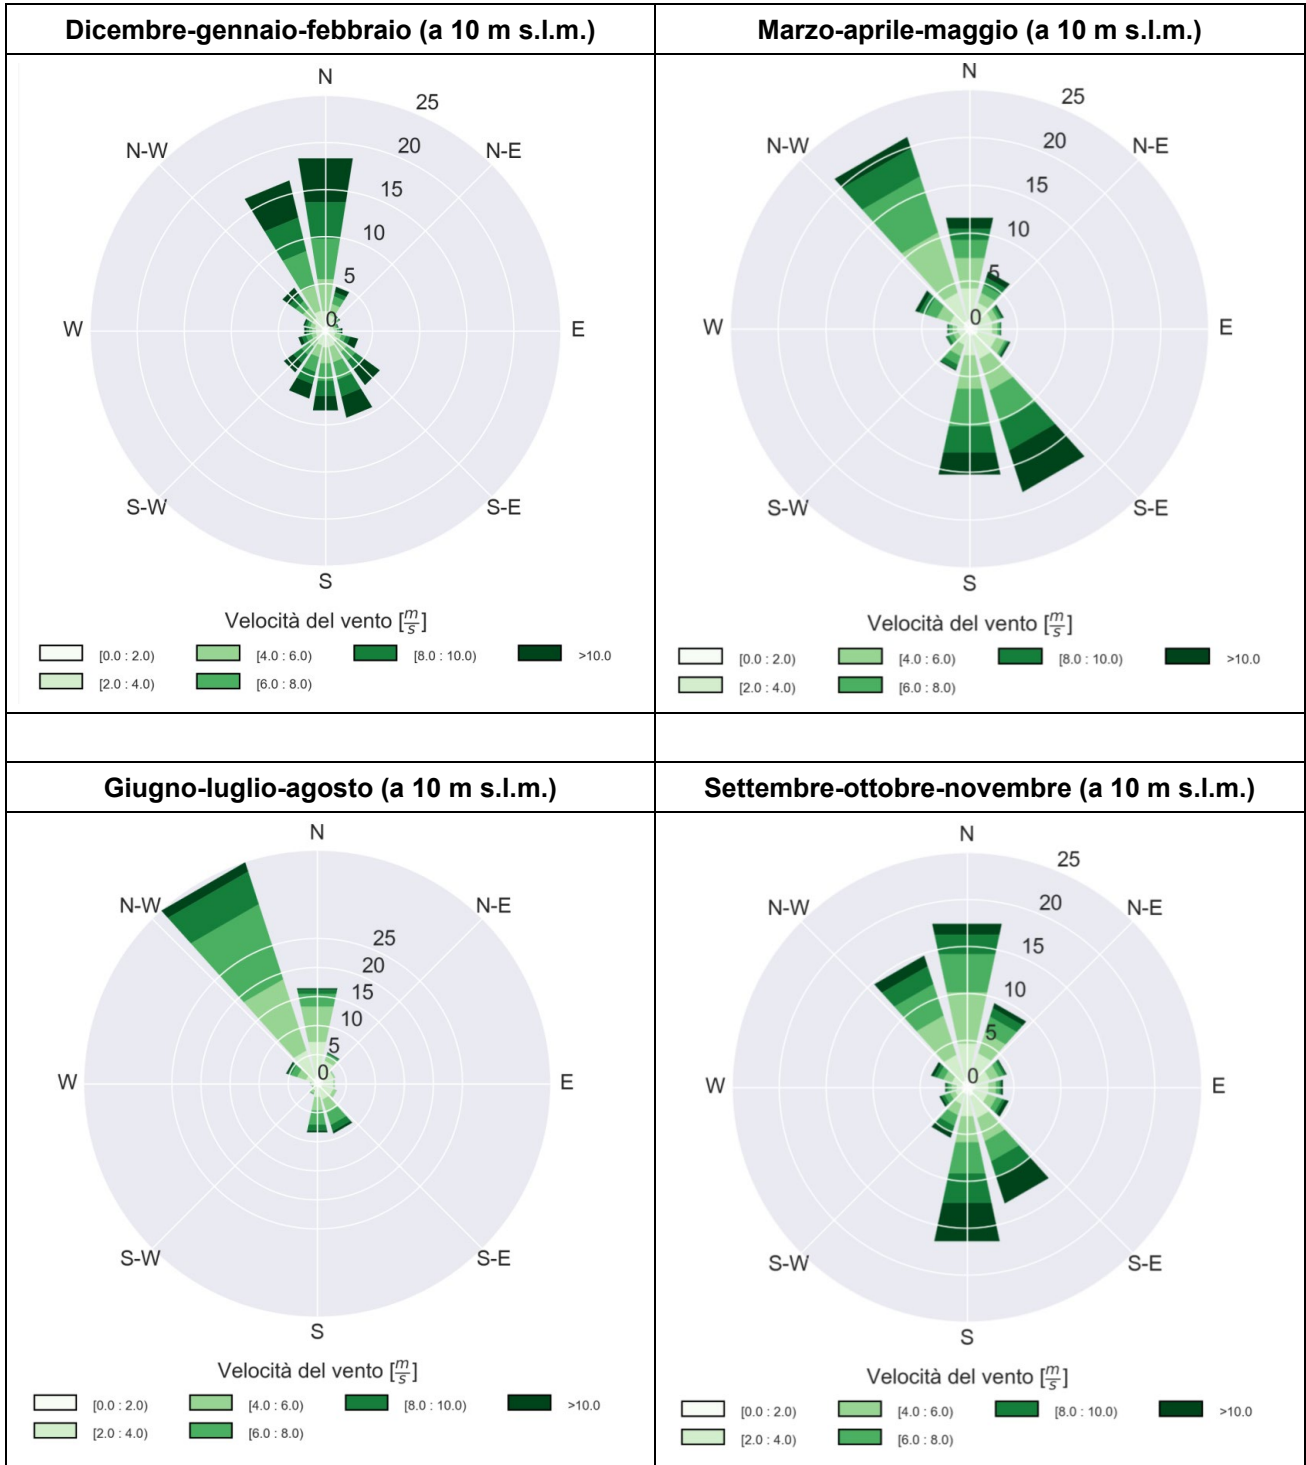 Dicembre-gennaio-febbraio (a 10 m s.l.m.)
N
25
N-W
20
N-E
15
10
5
W
0
E
S-W
S-E
S
Velocità del vento [m/s]
[0.0 : 2.0)
[4.0 : 6.0)
[8.0 : 10.0)
>10.0
[2.0 : 4.0)
[6.0 : 8.0)
Marzo-aprile-maggio (a 10 m s.l.m.)
N
25
N-W
20
N-E
15
10
5
W
0
E
S-W
S-E
S
Velocità del vento [m/s]
[0.0 : 2.0)
[4.0 : 6.0)
[8.0 : 10.0)
>10.0
[2.0 : 4.0)
[6.0 : 8.0)
Giugno-luglio-agosto (a 10 m s.l.m.)
N
N-W
N-E
25
20
15
10
5
W
0
E
S-W
S-E
S
Velocità del vento [m/s]
[0.0 : 2.0)
[4.0 : 6.0)
[8.0 : 10.0)
>10.0
[2.0 : 4.0)
[6.0 : 8.0)
Settembre-ottobre-novembre (a 10 m s.l.m.)
N
25
N-W
20
N-E
15
10
5
W
0
E
S-W
S-E
S
Velocità del vento [m/s]
[0.0 : 2.0)
[4.0 : 6.0)
[8.0 : 10.0)
>10.0
[2.0 : 4.0)
[6.0 : 8.0)